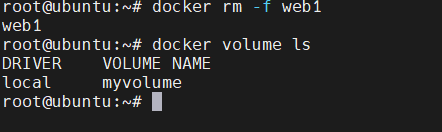 root@ubuntu:~# docker rm -f web1
web1
root@ubuntu:~# docker volume ls
DRIVER    VOLUME NAME
local     myvolume
root@ubuntu:~#